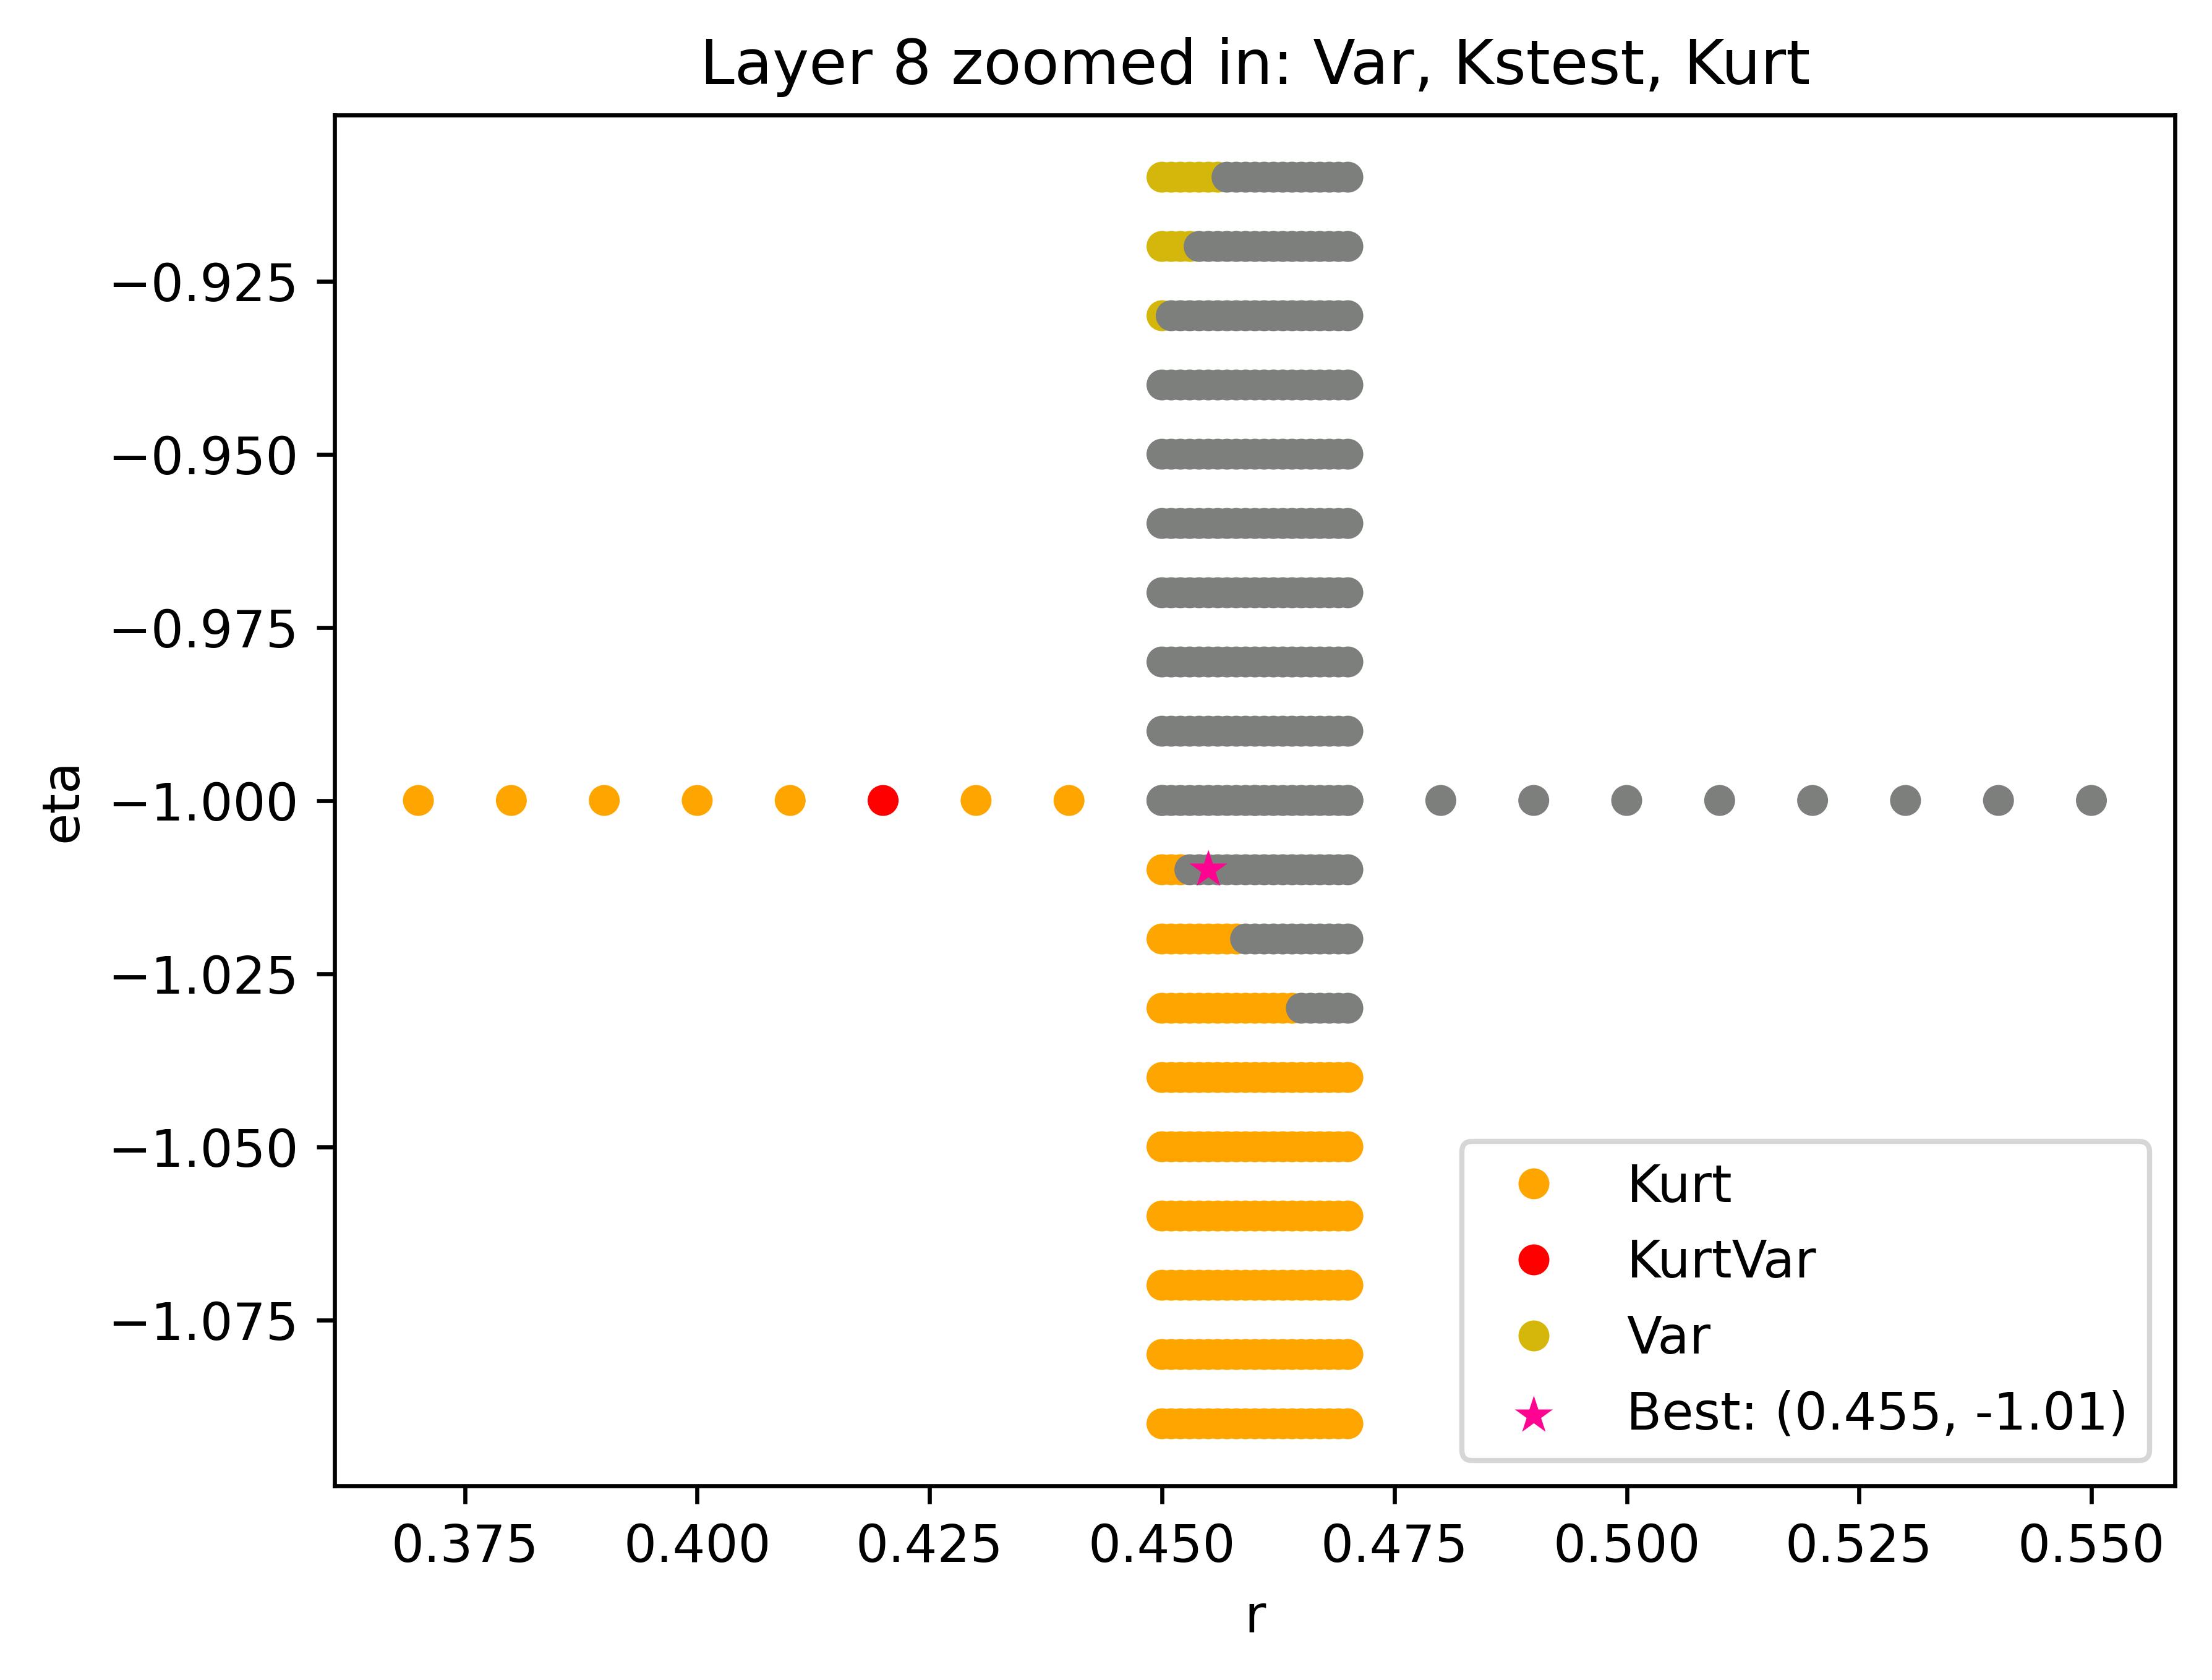 Layer 8 zoomed in: Var, Kstest, Kurt
−0.925
−0.950
−0.975
−1.000
−1.025
−1.050
−1.075
eta
Kurt
KurtVar
Var
Best: (0.455, -1.01)
0.375 0.400 0.425 0.450 0.475 0.500 0.525 0.550
r